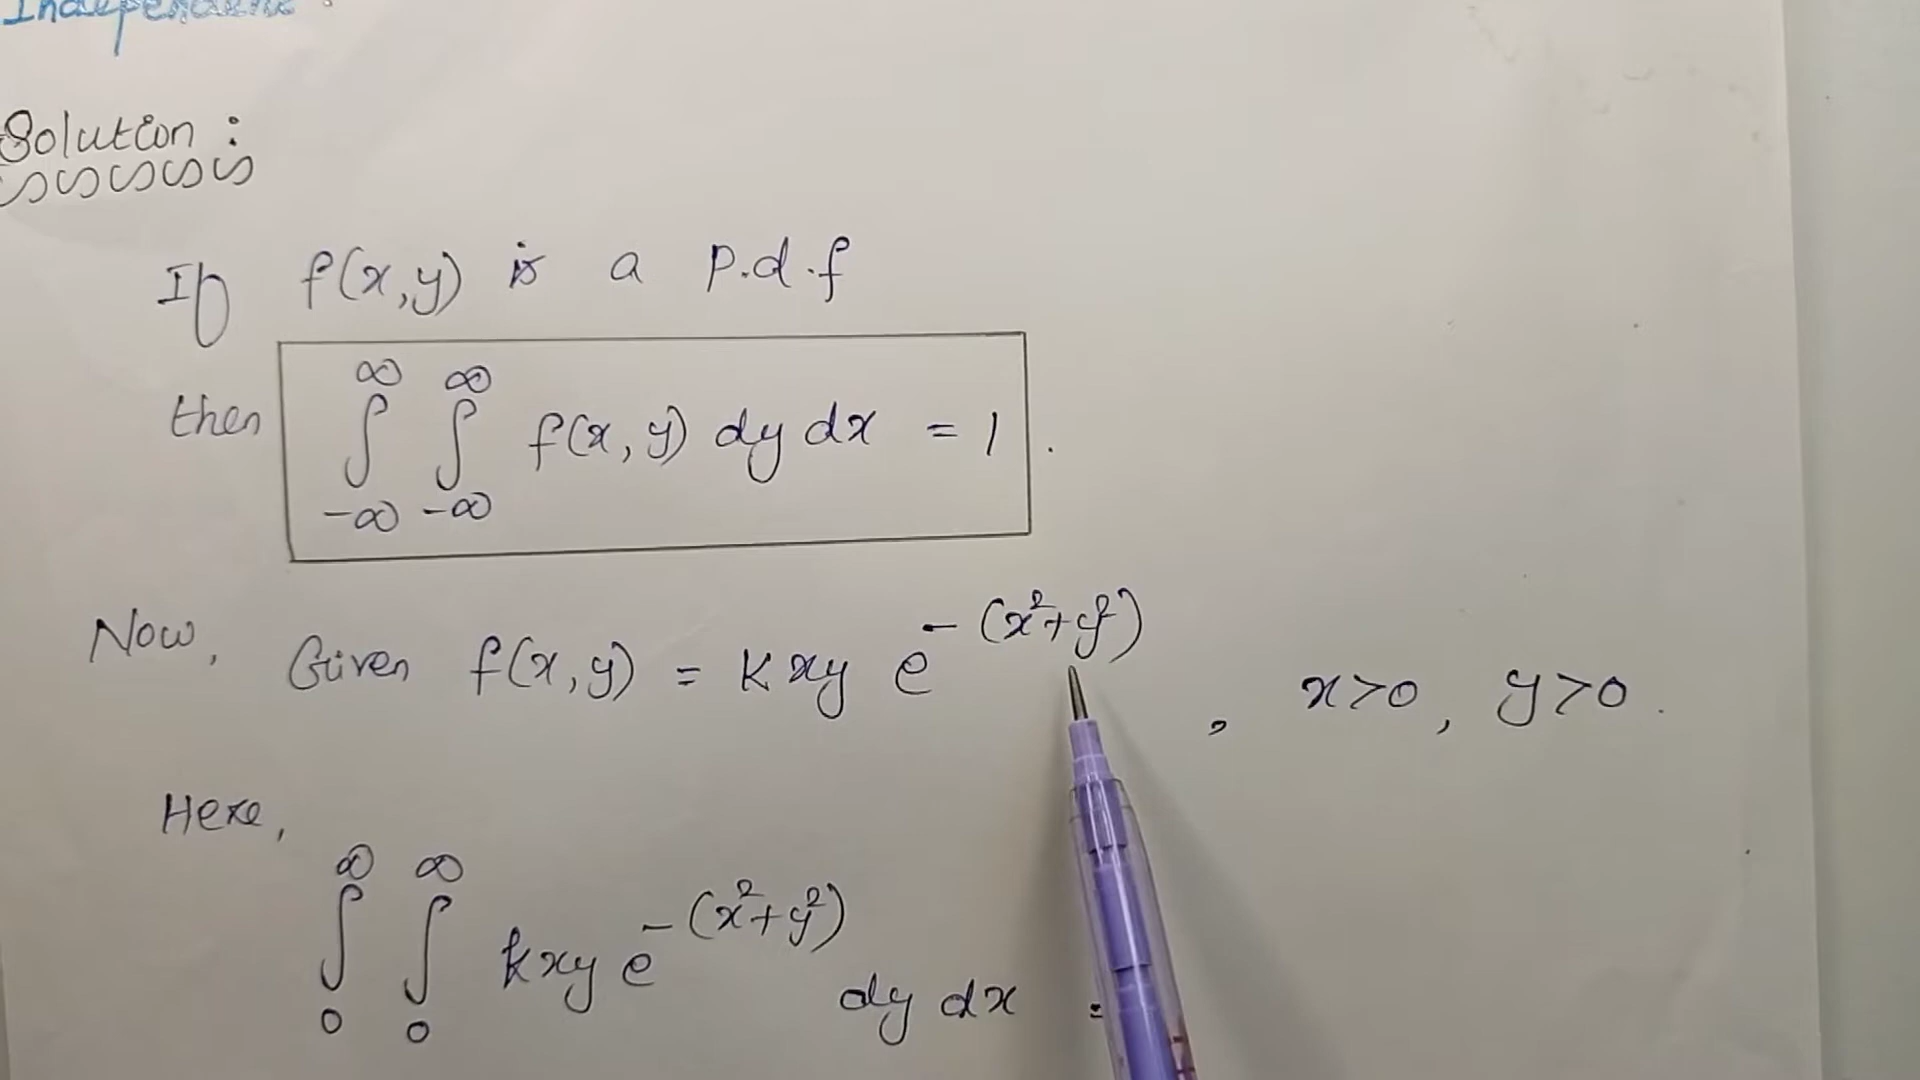 Independent.
Solution :
If f(x,y) is a p.d.f
then ∫_{-∞}^{∞} ∫_{-∞}^{∞} f(x,y) dy dx = 1.
Now, Given f(x,y) = kxy e^{-(x²+y²)}, x>0, y>0.
Here,
∫_0^∞ ∫_0^∞ kxy e^{-(x²+y²)} dy dx =